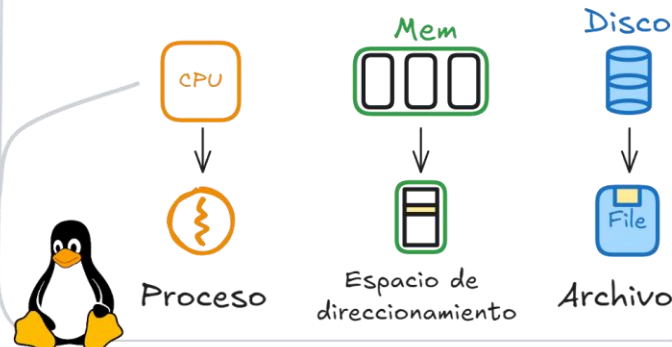 Mem
Disco
CPU
File
Proceso
Espacio de
direccionamiento
Archivo